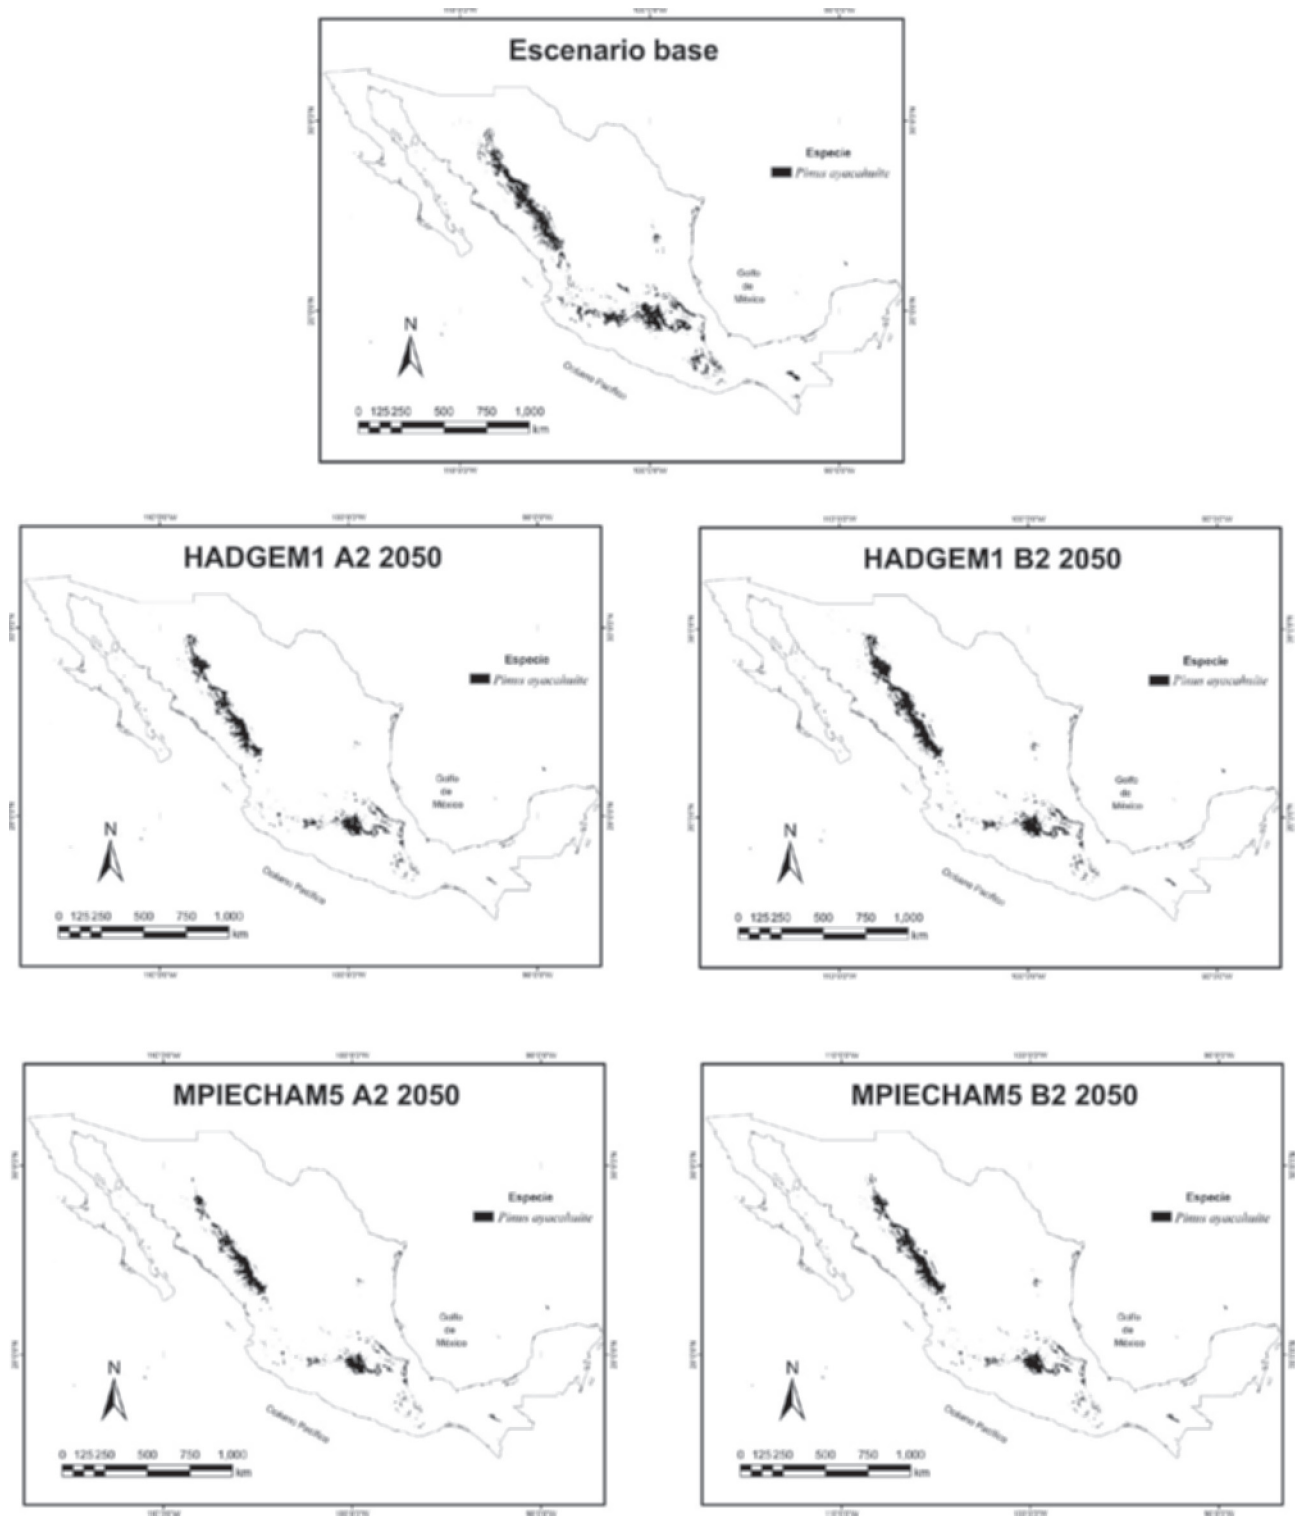 Escenario base
Especie
Pinus ayacahuite
Golfo
de
México
N
Océano Pacífico
0 125 250 500 750 1,000
km
HADGEM1 A2 2050
Especie
Pinus ayacahuite
Golfo
de
México
N
Océano Pacífico
0 125 250 500 750 1,000
km
HADGEM1 B2 2050
Especie
Pinus ayacahuite
Golfo
de
México
N
Océano Pacífico
0 125 250 500 750 1,000
km
MPIECHAM5 A2 2050
Especie
Pinus ayacahuite
Golfo
de
México
N
Océano Pacífico
0 125 250 500 750 1,000
km
MPIECHAM5 B2 2050
Especie
Pinus ayacahuite
Golfo
de
México
N
Océano Pacífico
0 125 250 500 750 1,000
km